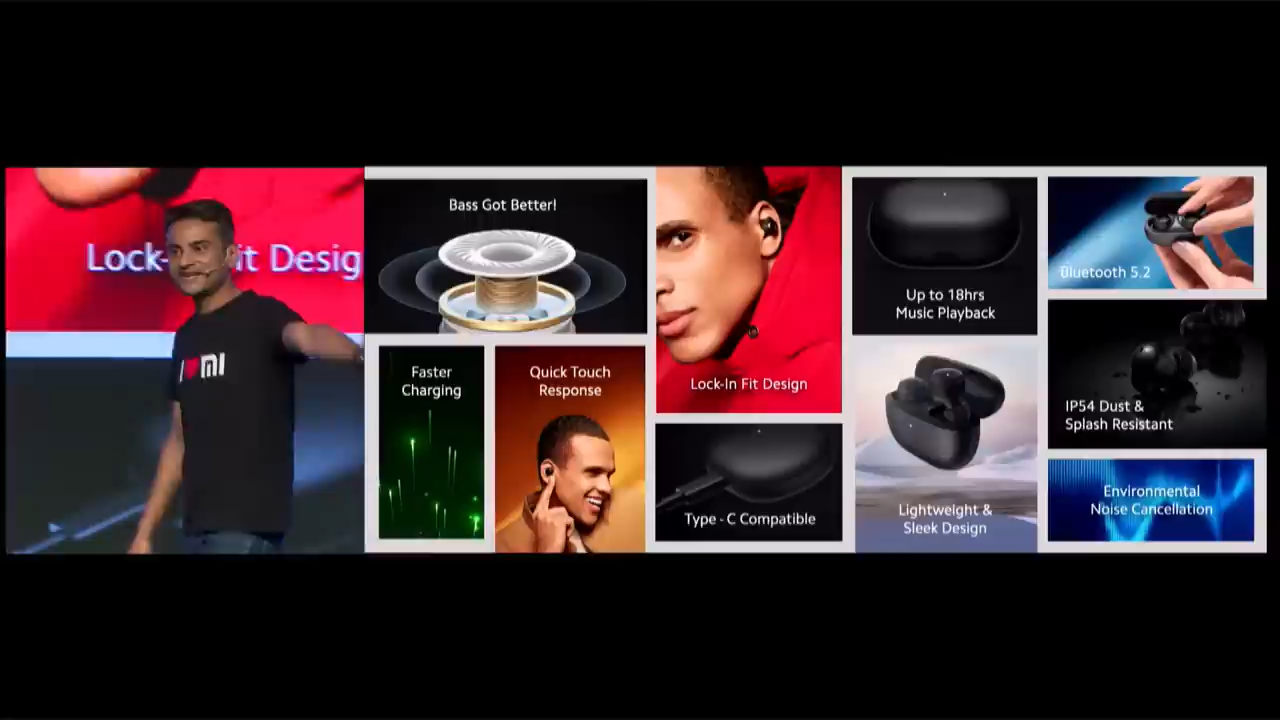 Lock-
it Desig
I ♥ MI
Bass Got Better!
Faster
Charging
Quick Touch
Response
Lock-In Fit Design
Type - C Compatible
Up to 18hrs
Music Playback
Lightweight &
Sleek Design
Bluetooth 5.2
IP54 Dust &
Splash Resistant
Environmental
Noise Cancellation